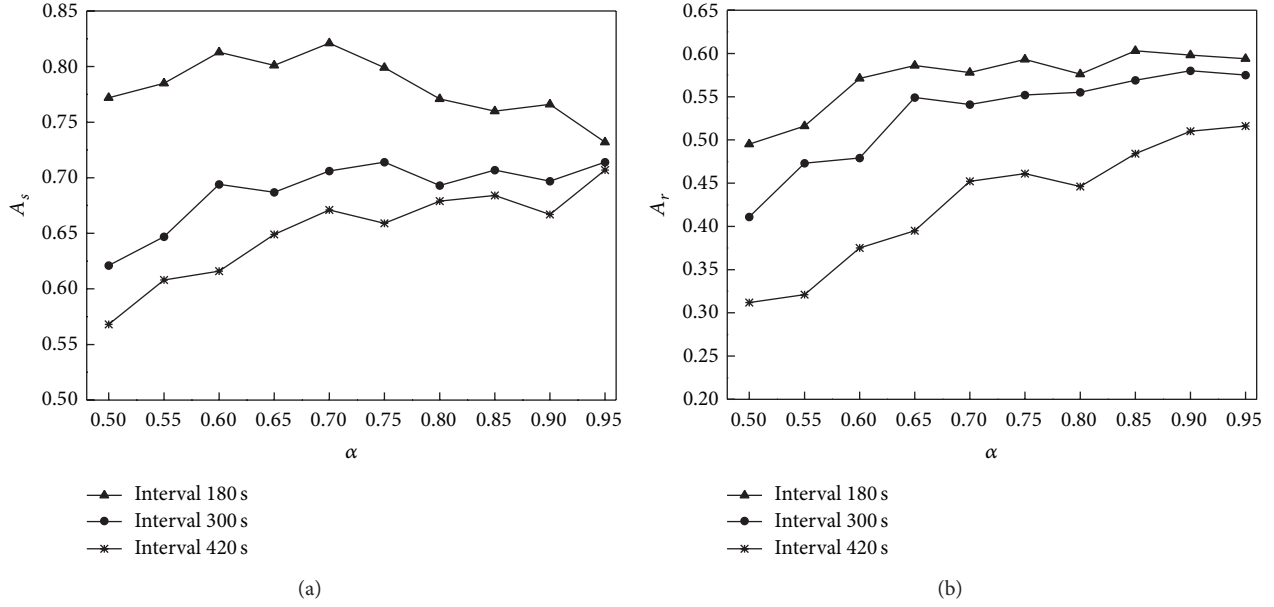 0.85
0.80
0.75
0.70
0.65
0.60
0.55
0.50
A_s
0.50 0.55 0.60 0.65 0.70 0.75 0.80 0.85 0.90 0.95
α
Interval 180 s
Interval 300 s
Interval 420 s
(a)
0.60
0.55
0.50
0.45
0.40
0.35
0.30
0.25
0.20
A_r
0.50 0.55 0.60 0.65 0.70 0.75 0.80 0.85 0.90 0.95
α
Interval 180 s
Interval 300 s
Interval 420 s
(b)